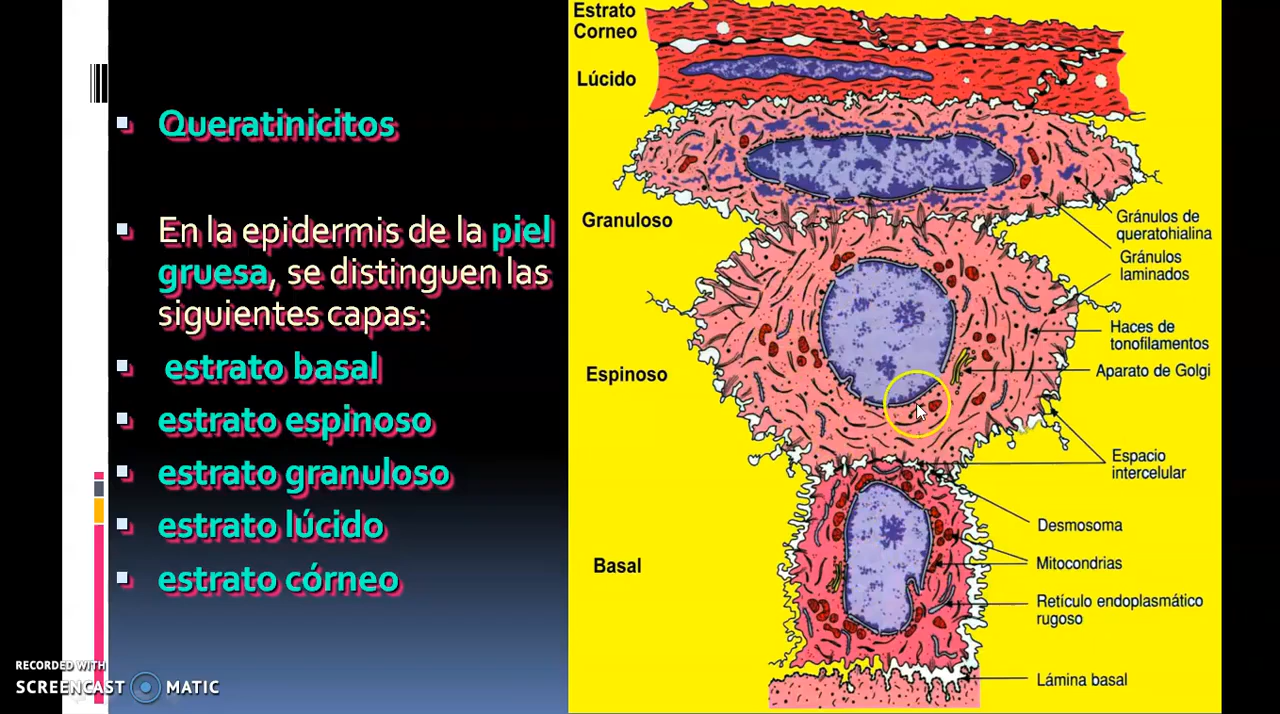 Queratinicitos
En la epidermis de la piel
gruesa, se distinguen las
siguientes capas:
estrato basal
estrato espinoso
estrato granuloso
estrato lúcido
estrato córneo
RECORDED WITH
SCREENCAST MATIC
Estrato
Corneo
Lúcido
Granuloso
Espinoso
Basal
Gránulos de
queratohialina
Gránulos
laminados
Haces de
tonofilamentos
Aparato de Golgi
Espacio
intercelular
Desmosoma
Mitocondrias
Retículo endoplasmático
rugoso
Lámina basal